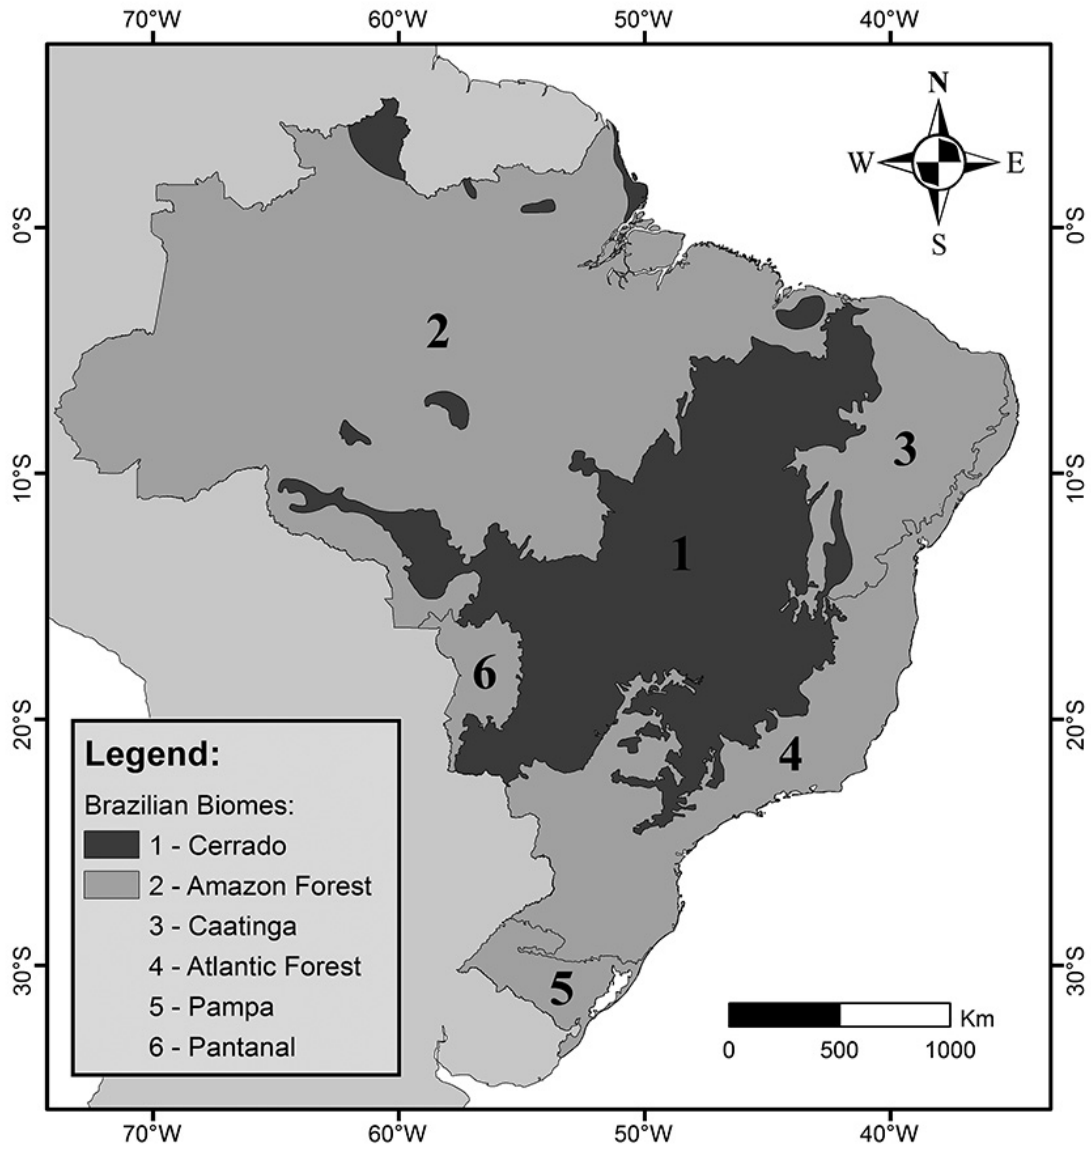 70°W 60°W 50°W 40°W
N
W E
S
0°S 0°S
2
3
10°S 10°S
1
6
20°S 20°S
4
Legend:
Brazilian Biomes:
1 - Cerrado
2 - Amazon Forest
3 - Caatinga
4 - Atlantic Forest
5 - Pampa
6 - Pantanal
30°S 30°S
5
Km
0 500 1000
70°W 60°W 50°W 40°W